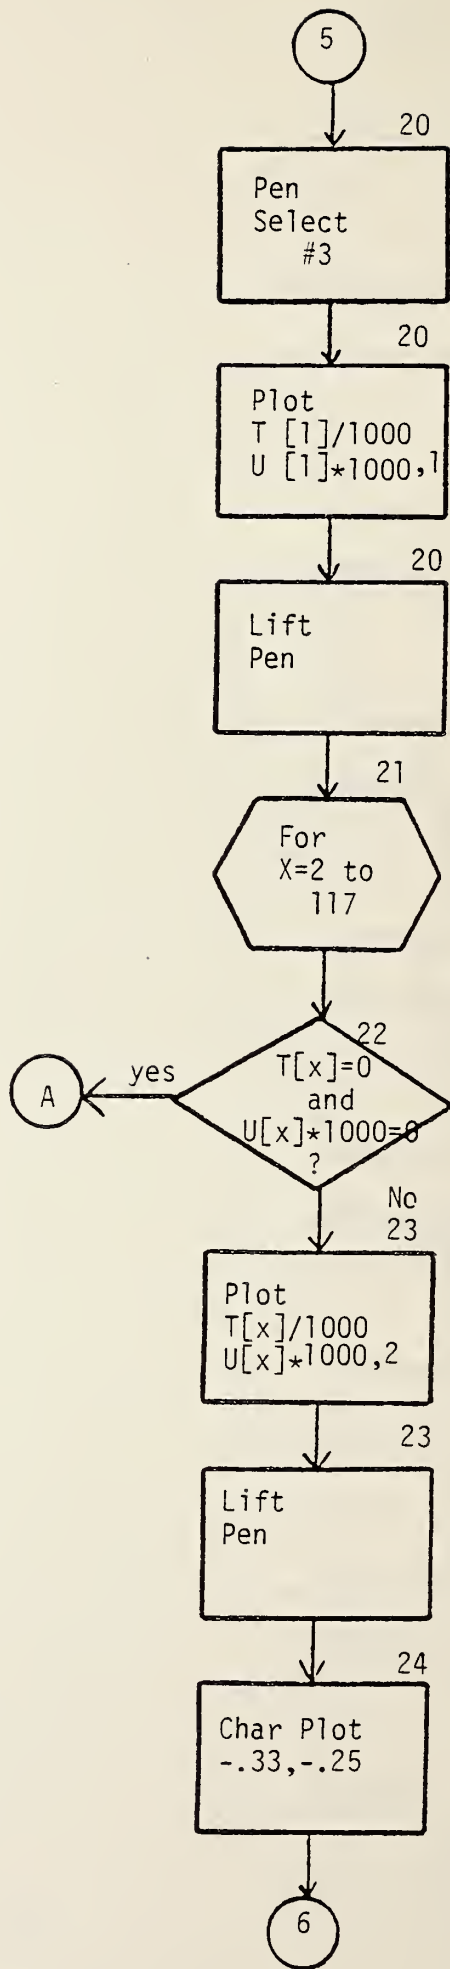 5
20
Pen
Select
#3
20
Plot
T [1]/1000
U [1]*1000,1
20
Lift
Pen
21
For
X=2 to
117
22
T[x]=0
and
U[x]*1000=0
?
yes
A
No
23
Plot
T[x]/1000
U[x]*1000,2
23
Lift
Pen
24
Char Plot
-.33,-.25
6